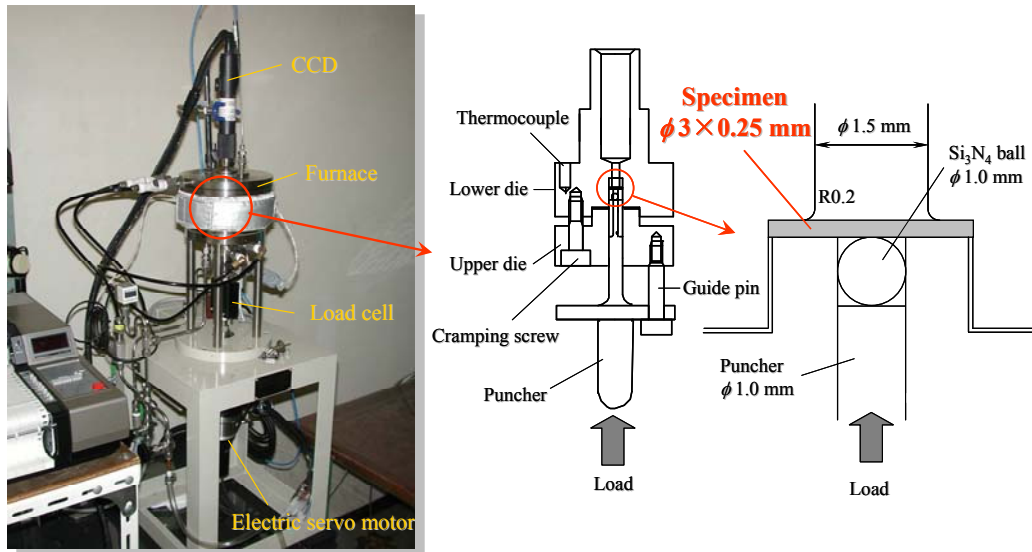 CCD
Furnace
Load cell
Electric servo motor
Thermocouple
Lower die
Upper die
Cramping screw
Puncher
Guide pin
Load
Specimen
ϕ3×0.25 mm
ϕ1.5 mm
Si₃N₄ ball
ϕ1.0 mm
R0.2
Puncher
ϕ1.0 mm
Load